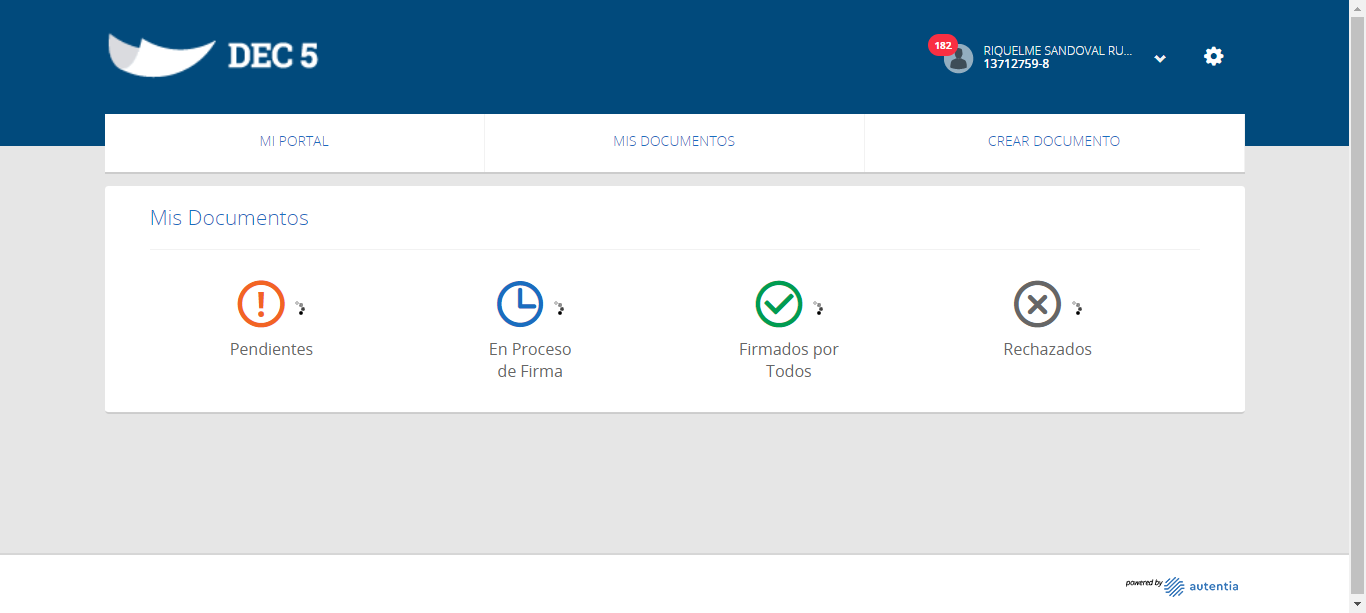 DEC 5
182
RIQUELME SANDOVAL RU...
13712759-8
MI PORTAL
MIS DOCUMENTOS
CREAR DOCUMENTO
Mis Documentos
Pendientes
En Proceso
de Firma
Firmados por
Todos
Rechazados
powered by autentia